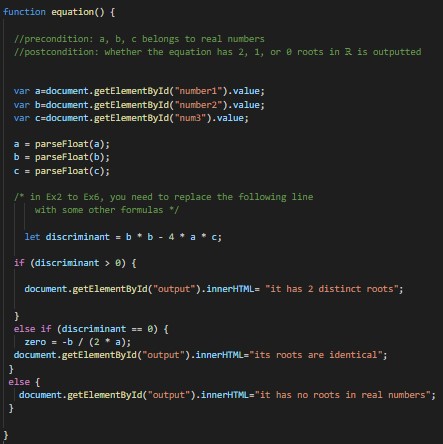 function equation() {
//precondition: a, b, c belongs to real numbers
//postcondition: whether the equation has 2, 1, or 0 roots in ℝ is outputted
var a=document.getElementById("number1").value;
var b=document.getElementById("number2").value;
var c=document.getElementById("num3").value;
a = parseFloat(a);
b = parseFloat(b);
c = parseFloat(c);
/* in Ex2 to Ex6, you need to replace the following line
with some other formulas */
let discriminant = b * b - 4 * a * c;
if (discriminant > 0) {
document.getElementById("output").innerHTML= "it has 2 distinct roots";
}
else if (discriminant == 0) {
zero = -b / (2 * a);
document.getElementById("output").innerHTML="its roots are identical";
}
else {
document.getElementById("output").innerHTML="it has no roots in real numbers";
}
}